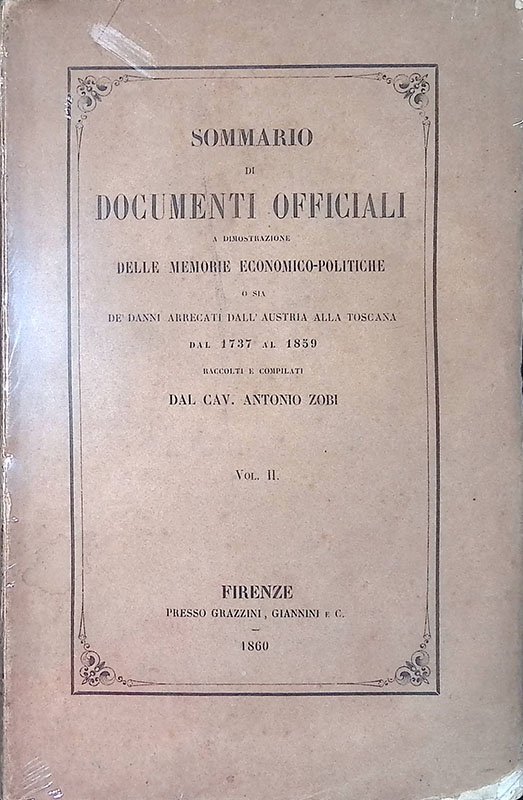 SOMMARIO
DI
DOCUMENTI OFFICIALI
A DIMOSTRAZIONE
DELLE MEMORIE ECONOMICO-POLITICHE
O SIA
DE' DANNI ARRECATI DALL' AUSTRIA ALLA TOSCANA
DAL 1737 AL 1859
RACCOLTI E COMPILATI
DAL CAV. ANTONIO ZOBI
VOL. II.
FIRENZE
PRESSO GRAZZINI, GIANNINI E C.
1860